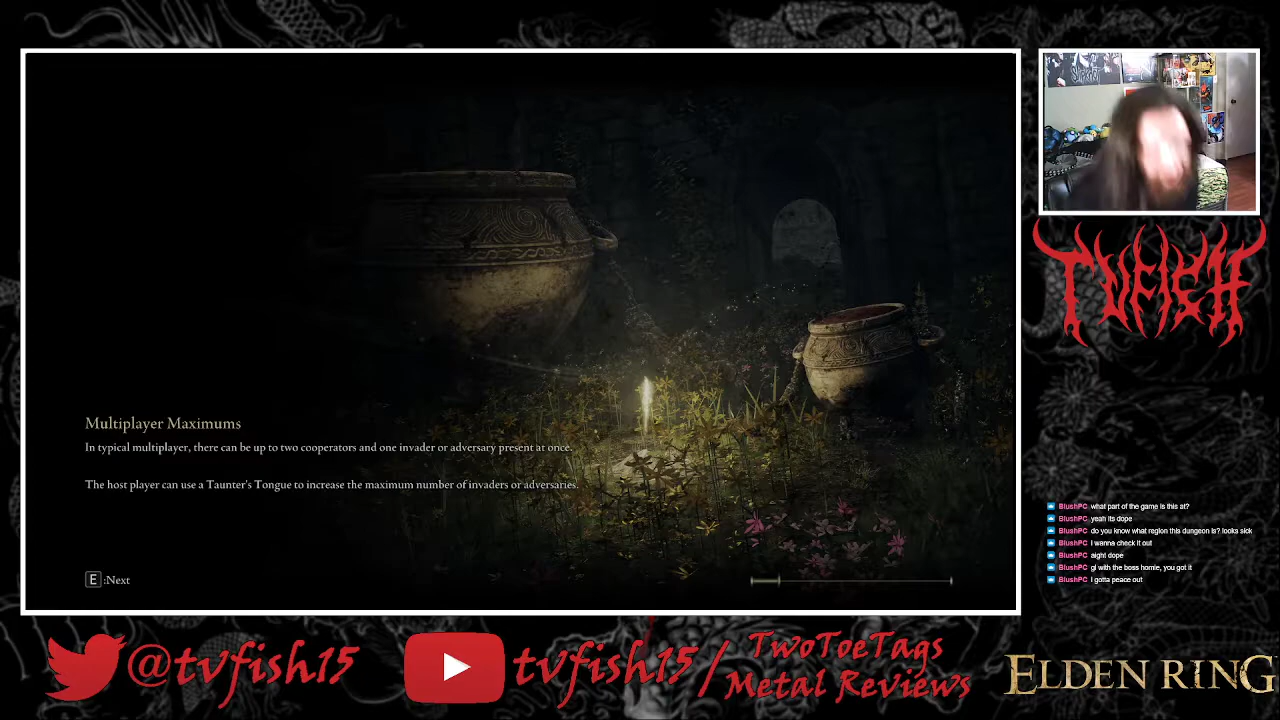 Multiplayer Maximums
In typical multiplayer, there can be up to two cooperators and one invader or adversary present at once.
The host player can use a Taunter's Tongue to increase the maximum number of invaders or adversaries.
E :Next
TVFISH
BlushPC what part of the game is this at?
BlushPC yeah its dope
BlushPC do you know what region this dungeon is? looks sick
BlushPC I wanna check it out
BlushPC aight dope
BlushPC gl with the boss homie, you got it
BlushPC I gotta peace out
@tvfish15
tvfish15 / TwoToeTags
Metal Reviews
ELDEN RING